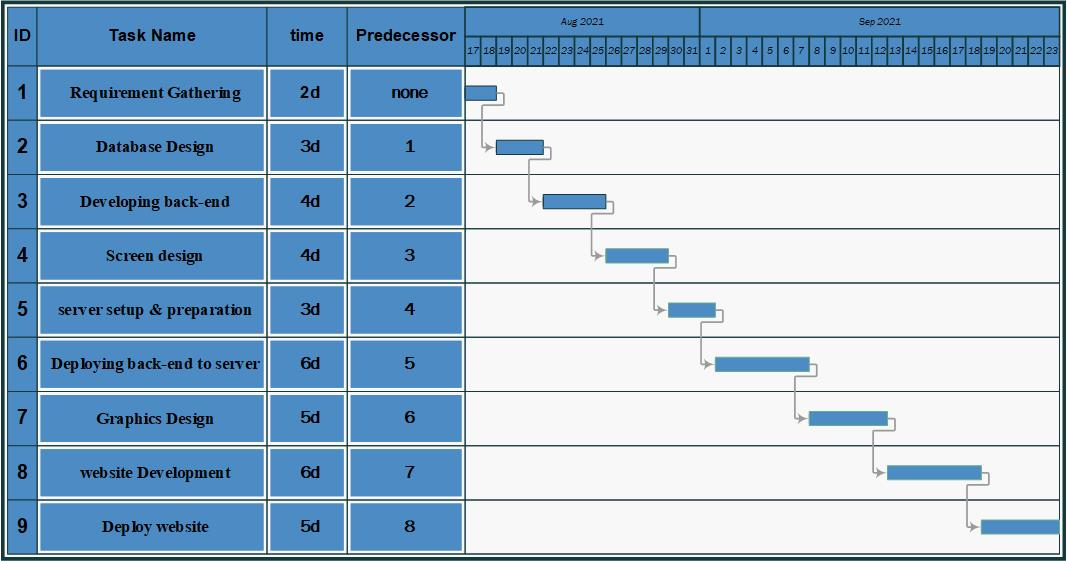 ID Task Name time Predecessor Aug 2021 Sep 2021
17 18 19 20 21 22 23 24 25 26 27 28 29 30 31 1 2 3 4 5 6 7 8 9 10 11 12 13 14 15 16 17 18 19 20 21 22 23
1 Requirement Gathering 2d none
2 Database Design 3d 1
3 Developing back-end 4d 2
4 Screen design 4d 3
5 server setup & preparation 3d 4
6 Deploying back-end to server 6d 5
7 Graphics Design 5d 6
8 website Development 6d 7
9 Deploy website 5d 8